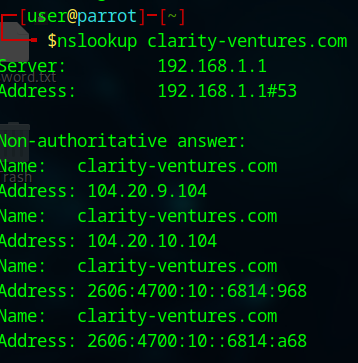 [user@parrot]─[~]
$nslookup clarity-ventures.com
Server: 192.168.1.1
word.txt
Address: 192.168.1.1#53
Non-authoritative answer:
Name: clarity-ventures.com
rash
Address: 104.20.9.104
Name: clarity-ventures.com
Address: 104.20.10.104
Name: clarity-ventures.com
Address: 2606:4700:10::6814:968
Name: clarity-ventures.com
Address: 2606:4700:10::6814:a68